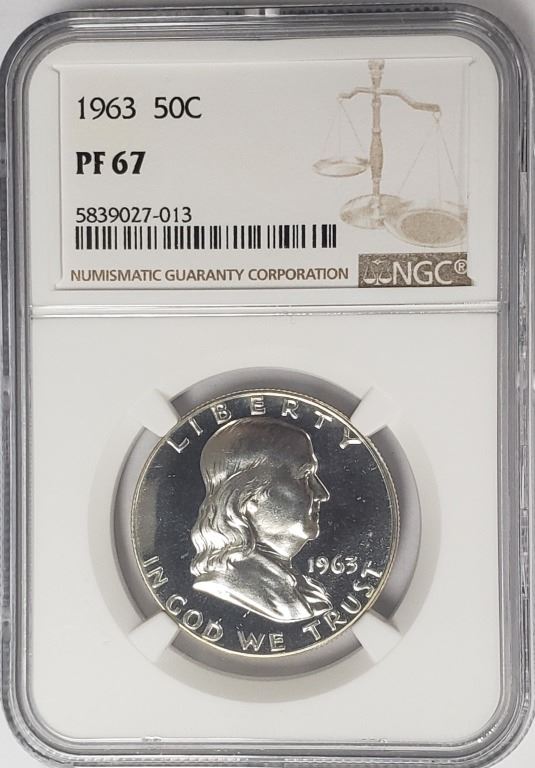 1963 50C
PF 67
5839027-013
NUMISMATIC GUARANTY CORPORATION
NGC®
LIBERTY
1963
IN GOD WE TRUST